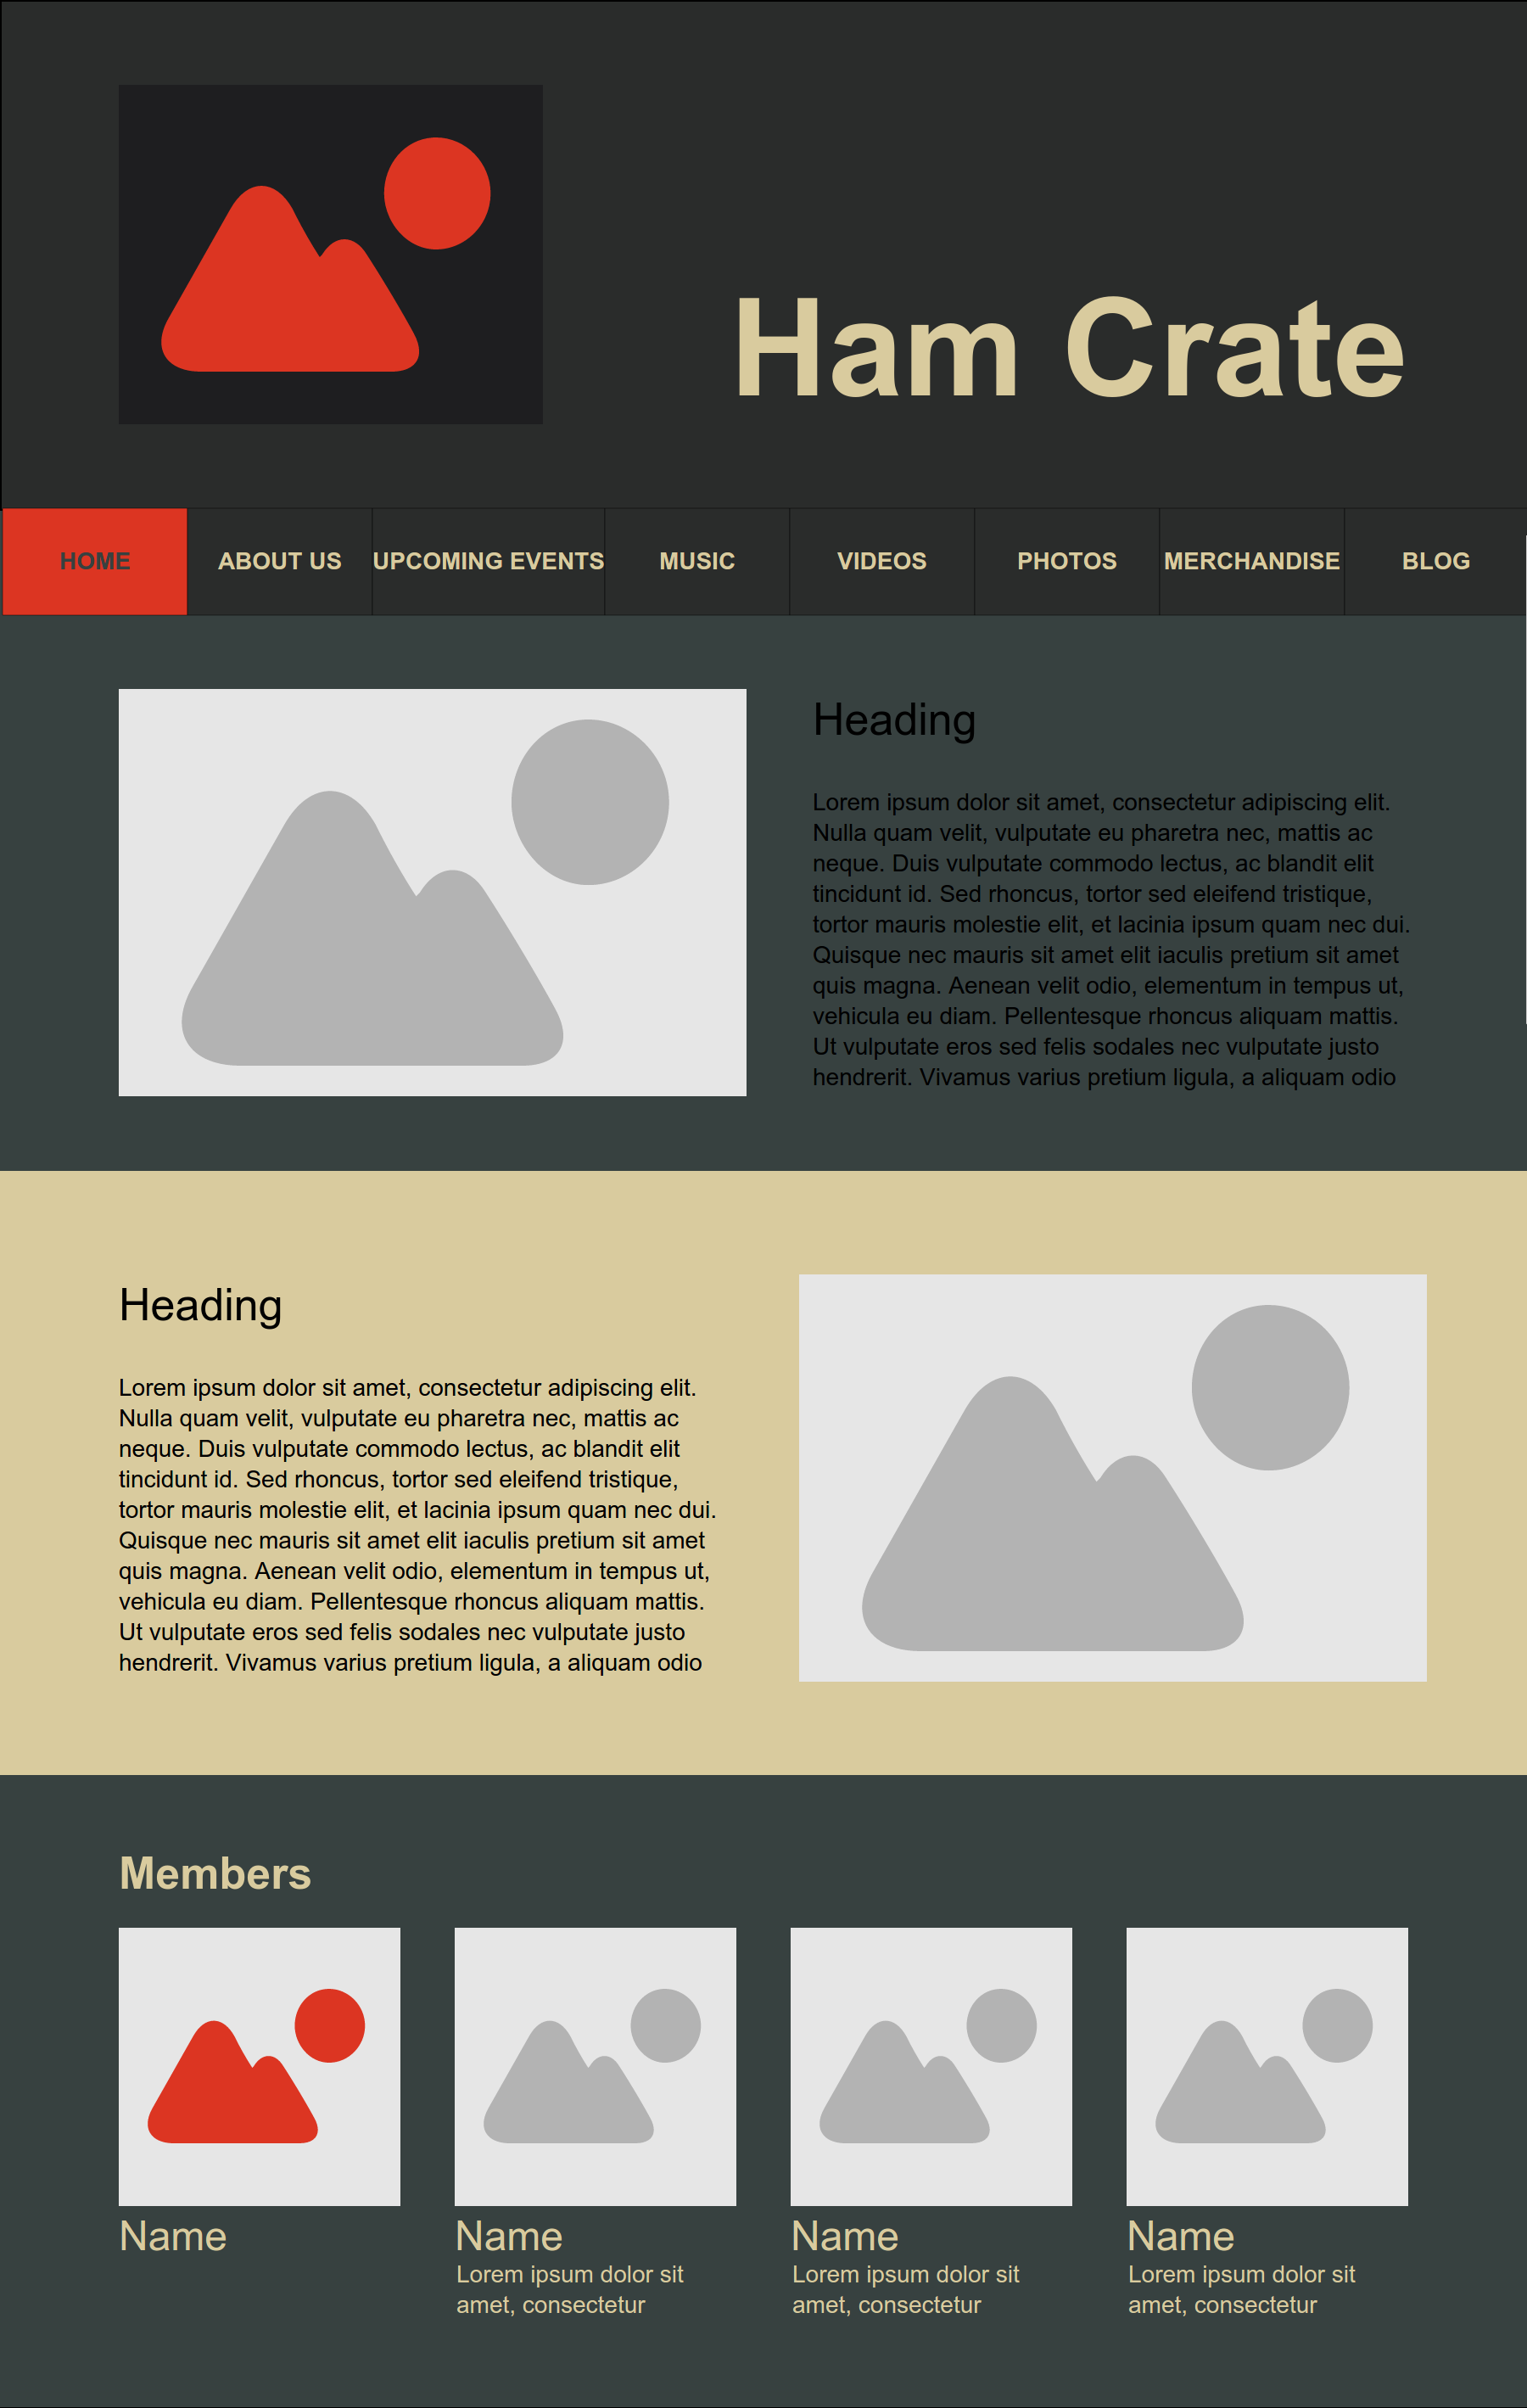 Ham Crate
HOME
ABOUT US
UPCOMING EVENTS
MUSIC
VIDEOS
PHOTOS
MERCHANDISE
BLOG
Heading
Lorem ipsum dolor sit amet, consectetur adipiscing elit.
Nulla quam velit, vulputate eu pharetra nec, mattis ac
neque. Duis vulputate commodo lectus, ac blandit elit
tincidunt id. Sed rhoncus, tortor sed eleifend tristique,
tortor mauris molestie elit, et lacinia ipsum quam nec dui.
Quisque nec mauris sit amet elit iaculis pretium sit amet
quis magna. Aenean velit odio, elementum in tempus ut,
vehicula eu diam. Pellentesque rhoncus aliquam mattis.
Ut vulputate eros sed felis sodales nec vulputate justo
hendrerit. Vivamus varius pretium ligula, a aliquam odio
Heading
Lorem ipsum dolor sit amet, consectetur adipiscing elit.
Nulla quam velit, vulputate eu pharetra nec, mattis ac
neque. Duis vulputate commodo lectus, ac blandit elit
tincidunt id. Sed rhoncus, tortor sed eleifend tristique,
tortor mauris molestie elit, et lacinia ipsum quam nec dui.
Quisque nec mauris sit amet elit iaculis pretium sit amet
quis magna. Aenean velit odio, elementum in tempus ut,
vehicula eu diam. Pellentesque rhoncus aliquam mattis.
Ut vulputate eros sed felis sodales nec vulputate justo
hendrerit. Vivamus varius pretium ligula, a aliquam odio
Members
Name
Name
Lorem ipsum dolor sit
amet, consectetur
Name
Lorem ipsum dolor sit
amet, consectetur
Name
Lorem ipsum dolor sit
amet, consectetur